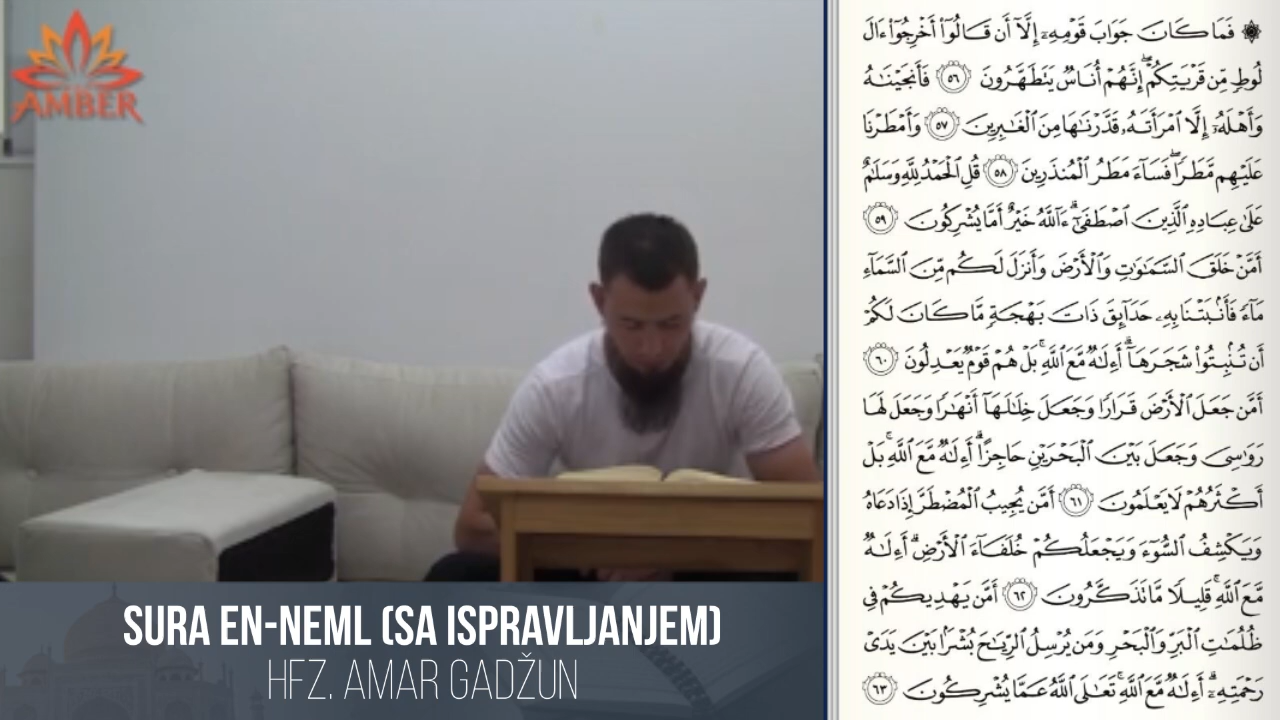 AMBER
SURA EN-NEML (SA ISPRAVLJANJEM)
HFZ. AMAR GADŽUN
۞ فَمَا كَانَ جَوَابَ قَوْمِهِۦٓ إِلَّآ أَن قَالُوٓا۟ أَخْرِجُوٓا۟ ءَالَ
لُوطٍ مِّن قَرْيَتِكُمْ ۖ إِنَّهُمْ أُنَاسٌ يَتَطَهَّرُونَ ٥٦ فَأَنجَيْنَـٰهُ
وَأَهْلَهُۥٓ إِلَّا ٱمْرَأَتَهُۥ قَدَّرْنَـٰهَا مِنَ ٱلْغَـٰبِرِينَ ٥٧ وَأَمْطَرْنَا
عَلَيْهِم مَّطَرًا ۖ فَسَآءَ مَطَرُ ٱلْمُنذَرِينَ ٥٨ قُلِ ٱلْحَمْدُ لِلَّهِ وَسَلَـٰمٌ
عَلَىٰ عِبَادِهِ ٱلَّذِينَ ٱصْطَفَىٰٓ ۗ ءَآللَّهُ خَيْرٌ أَمَّا يُشْرِكُونَ ٥٩
أَمَّنْ خَلَقَ ٱلسَّمَـٰوَٰتِ وَٱلْأَرْضَ وَأَنزَلَ لَكُم مِّنَ ٱلسَّمَآءِ
مَآءً فَأَنۢبَتْنَا بِهِۦ حَدَآئِقَ ذَاتَ بَهْجَةٍ مَّا كَانَ لَكُمْ
أَن تُنۢبِتُوا۟ شَجَرَهَآ ۗ أَءِلَـٰهٌ مَّعَ ٱللَّهِ ۚ بَلْ هُمْ قَوْمٌ يَعْدِلُونَ ٦٠
أَمَّن جَعَلَ ٱلْأَرْضَ قَرَارًا وَجَعَلَ خِلَـٰلَهَآ أَنْهَـٰرًا وَجَعَلَ لَهَا
رَوَٰسِىَ وَجَعَلَ بَيْنَ ٱلْبَحْرَيْنِ حَاجِزًا ۗ أَءِلَـٰهٌ مَّعَ ٱللَّهِ ۚ بَلْ
أَكْثَرُهُمْ لَا يَعْلَمُونَ ٦١ أَمَّن يُجِيبُ ٱلْمُضْطَرَّ إِذَا دَعَاهُ
وَيَكْشِفُ ٱلسُّوٓءَ وَيَجْعَلُكُمْ خُلَفَآءَ ٱلْأَرْضِ ۗ أَءِلَـٰهٌ
مَّعَ ٱللَّهِ ۚ قَلِيلًا مَّا تَذَكَّرُونَ ٦٢ أَمَّن يَهْدِيكُمْ فِى
ظُلُمَـٰتِ ٱلْبَرِّ وَٱلْبَحْرِ وَمَن يُرْسِلُ ٱلرِّيَـٰحَ بُشْرًۢا بَيْنَ يَدَىْ
رَحْمَتِهِۦٓ ۗ أَءِلَـٰهٌ مَّعَ ٱللَّهِ ۚ تَعَـٰلَى ٱللَّهُ عَمَّا يُشْرِكُونَ ٦٣